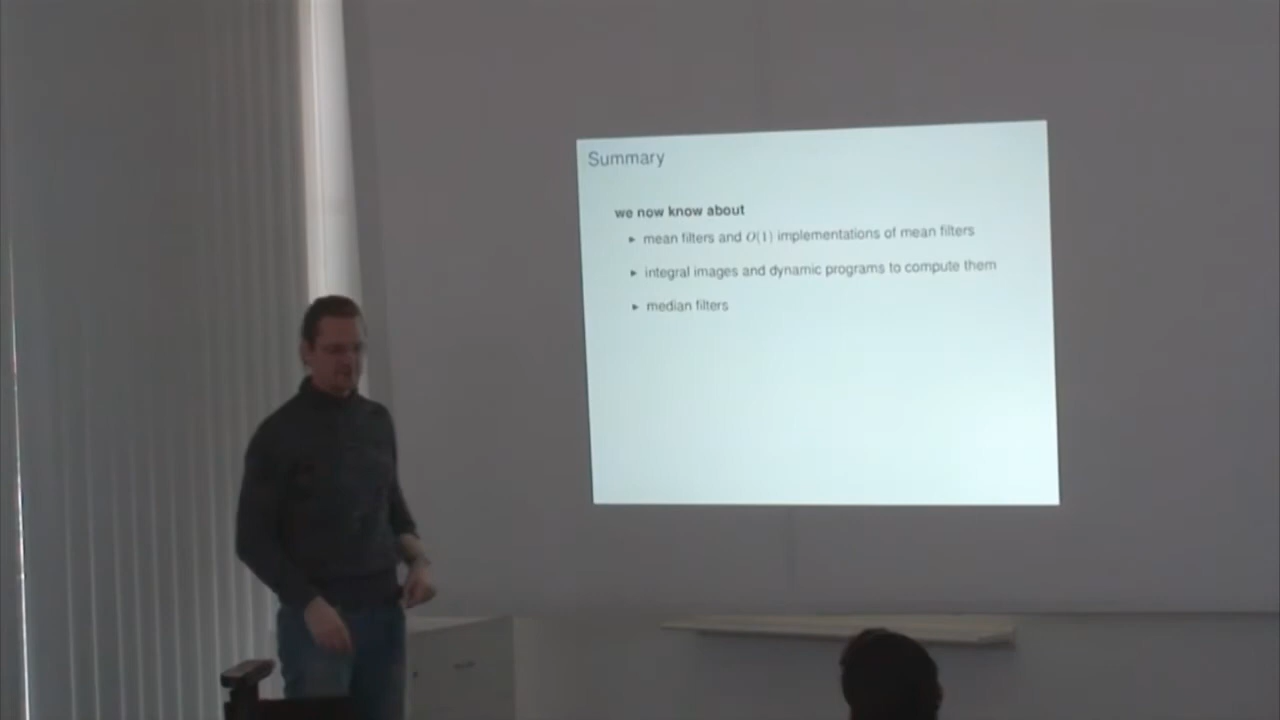 Summary
we now know about
▸ mean filters and O(1) implementations of mean filters
▸ integral images and dynamic programs to compute them
▸ median filters